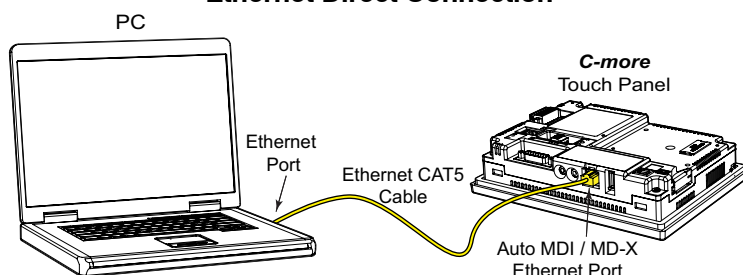 Ethernet Direct Connection
PC
C-more
Touch Panel
Ethernet
Port
Ethernet CAT5
Cable
Auto MDI / MD-X
Ethernet Port